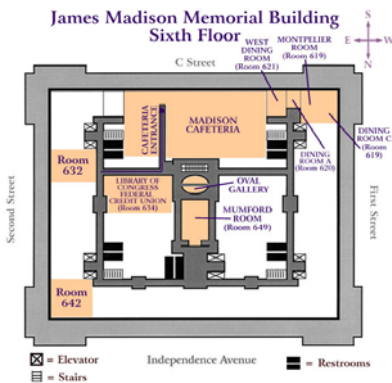 James Madison Memorial Building
Sixth Floor
S
E
W
N
C Street
WEST
DINING
ROOM
(Room 621)
MONTPELIER
ROOM
(Room 619)
CAFETERIA
ENTRANCE
MADISON
CAFETERIA
DINING
ROOM C
(Room
619)
DINING
ROOM A
(Room 620)
Room
632
LIBRARY OF
CONGRESS
FEDERAL
CREDIT UNION
(Room 634)
OVAL
GALLERY
MUMFORD
ROOM
(Room 649)
Second Street
First Street
Room
642
= Elevator
= Stairs
Independence Avenue
= Restrooms